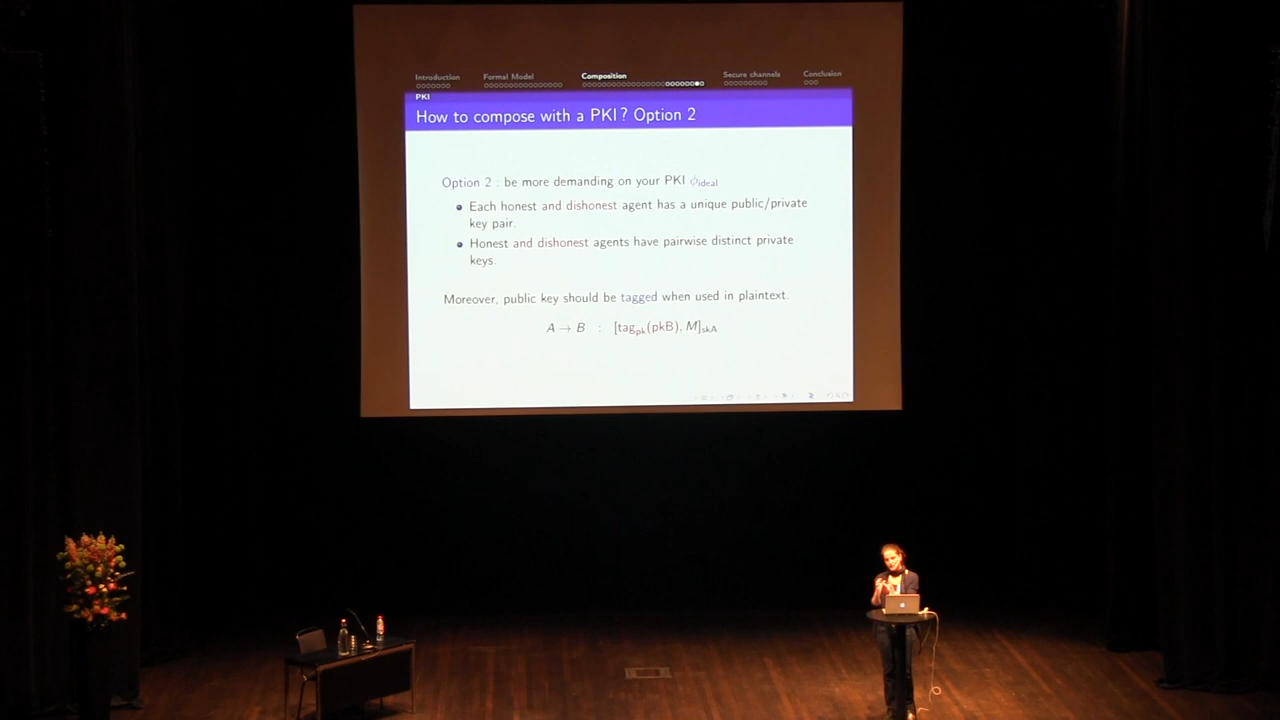 Introduction Formal Model Composition Secure channels Conclusion
PKI
How to compose with a PKI? Option 2
Option 2 : be more demanding on your PKI ϕideal
Each honest and dishonest agent has a unique public/private
key pair.
Honest and dishonest agents have pairwise distinct private
keys.
Moreover, public key should be tagged when used in plaintext.
A → B : [tagpk(pkB), M]skA